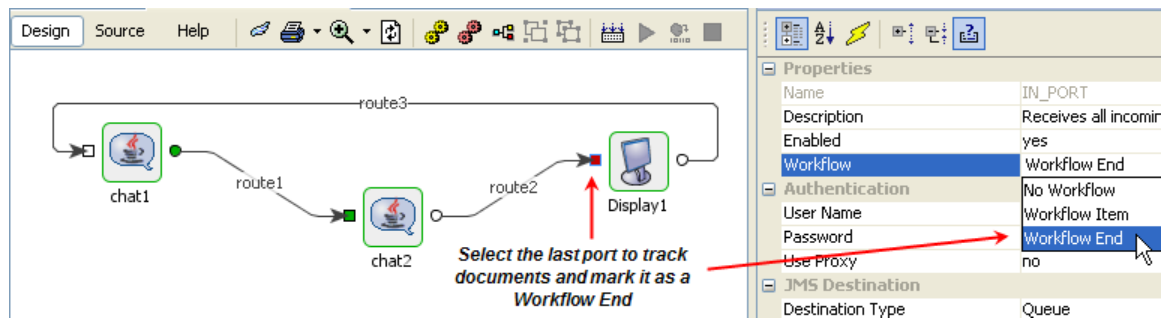 Design Source Help
route3
chat1
route1
route2
chat2
Display1
Select the last port to track
documents and mark it as a
Workflow End
Properties
Name IN_PORT
Description Receives all incomin
Enabled yes
Workflow Workflow End
No Workflow
Workflow Item
Workflow End
Authentication
User Name
Password
Use Proxy no
JMS Destination
Destination Type Queue